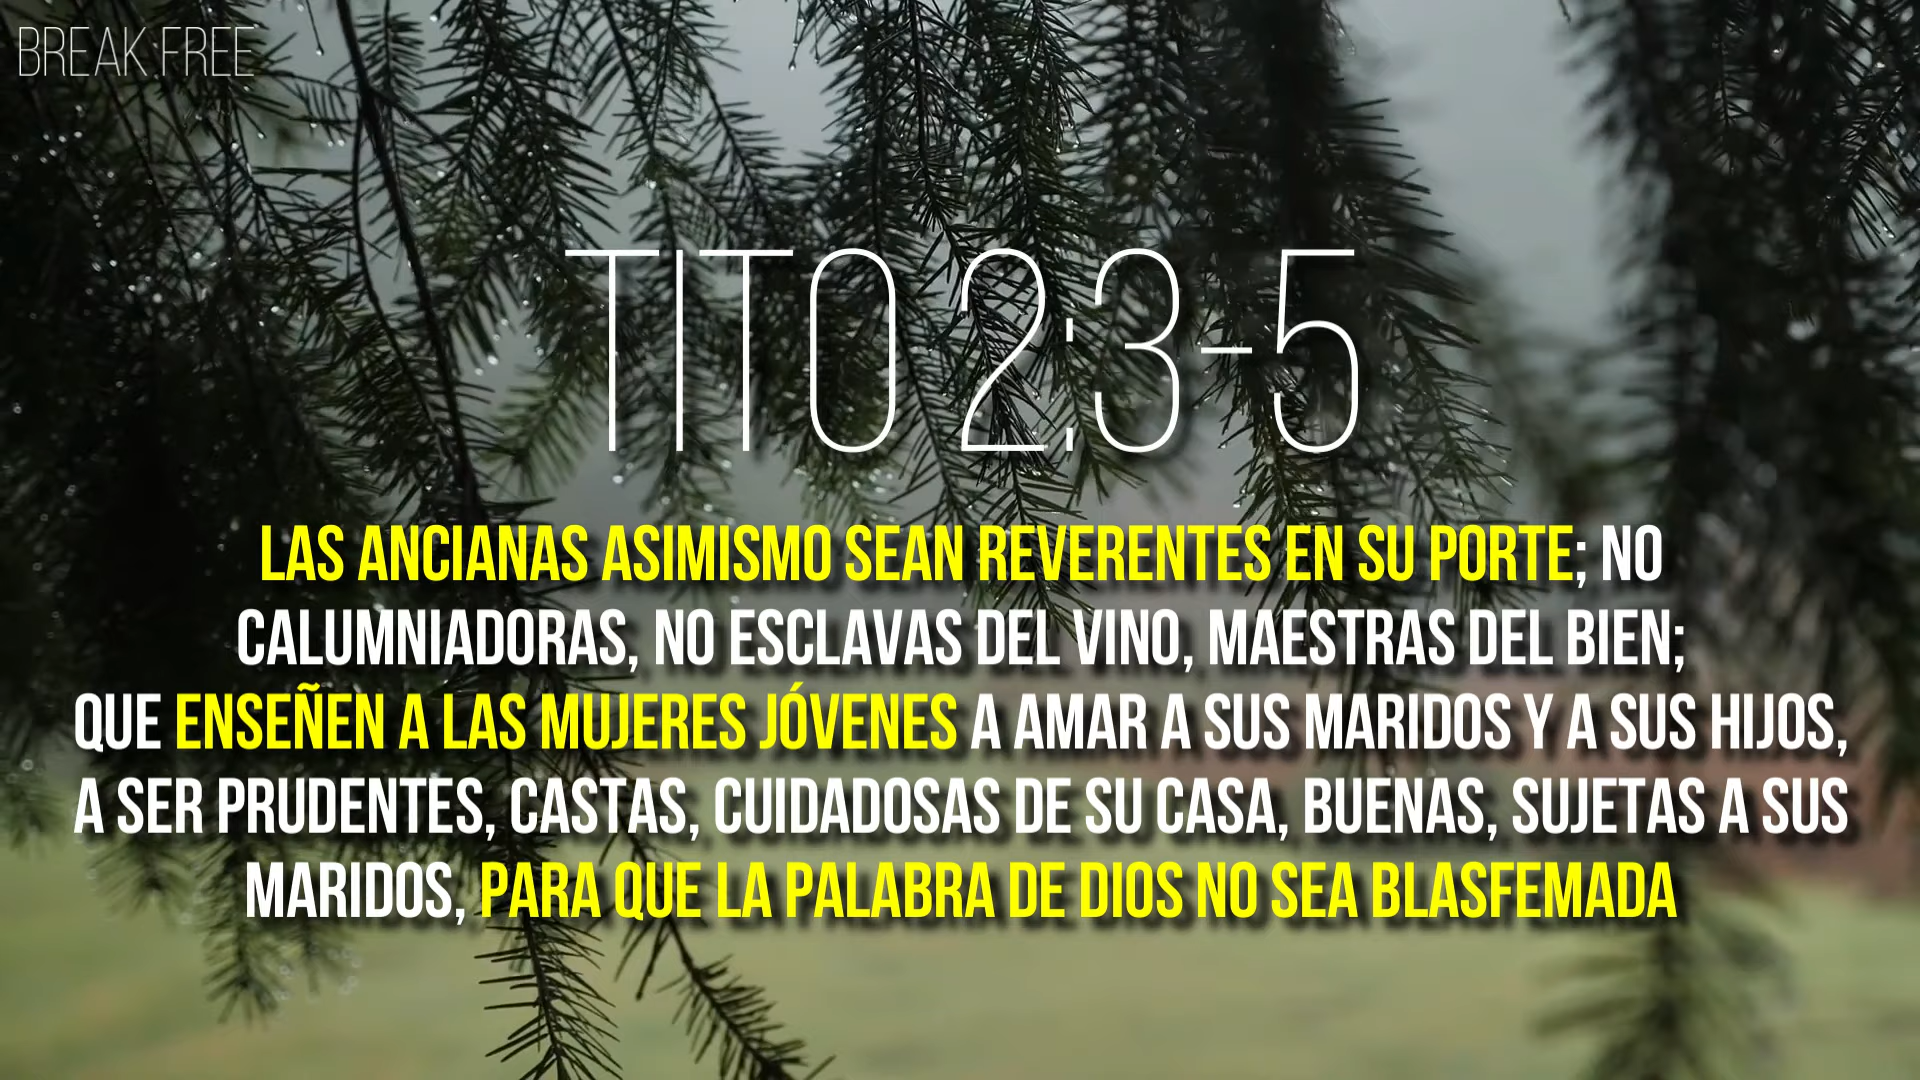 BREAK FREE
TITO 2:3-5
LAS ANCIANAS ASIMISMO SEAN REVERENTES EN SU PORTE; NO
CALUMNIADORAS, NO ESCLAVAS DEL VINO, MAESTRAS DEL BIEN;
QUE ENSEÑEN A LAS MUJERES JÓVENES A AMAR A SUS MARIDOS Y A SUS HIJOS,
A SER PRUDENTES, CASTAS, CUIDADOSAS DE SU CASA, BUENAS, SUJETAS A SUS
MARIDOS, PARA QUE LA PALABRA DE DIOS NO SEA BLASFEMADA